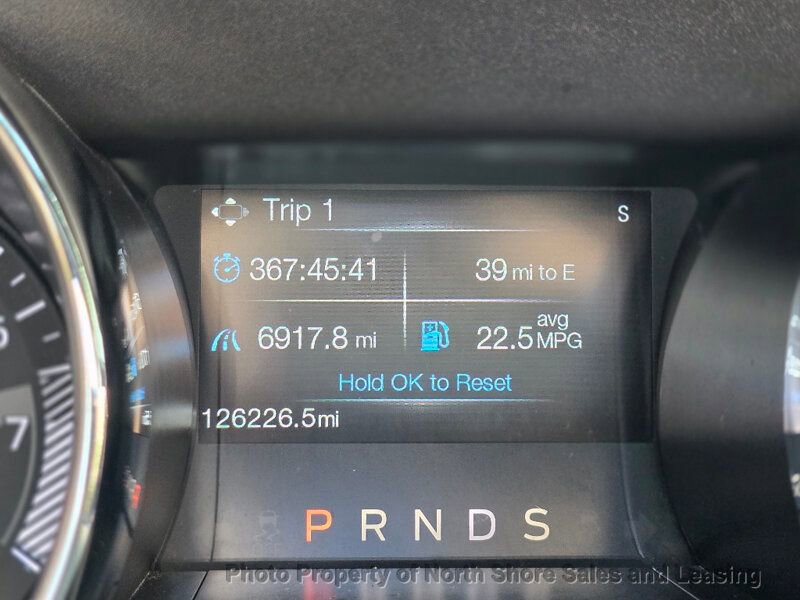 Trip 1 S
367:45:41 39 mi to E
6917.8 mi 22.5 avg MPG
Hold OK to Reset
126226.5mi
P R N D S
7
Photo Property of North Shore Sales and Leasing